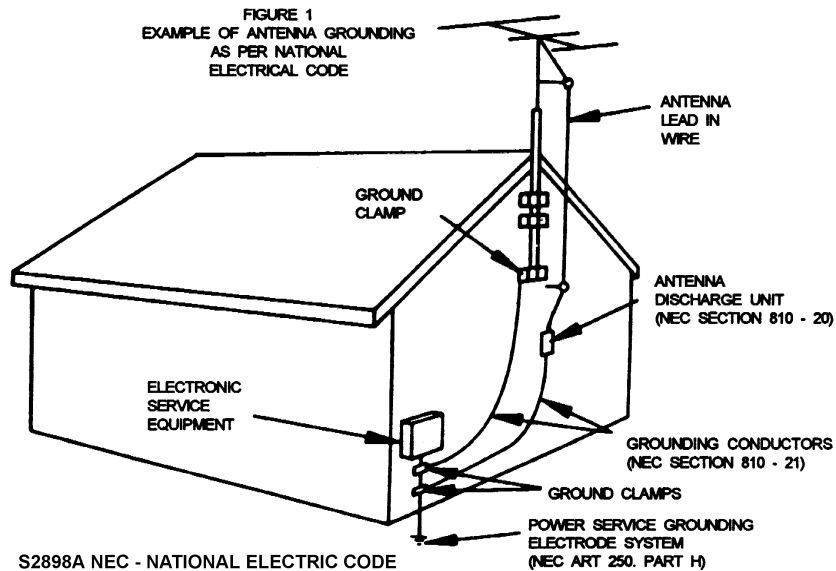 FIGURE 1
EXAMPLE OF ANTENNA GROUNDING
AS PER NATIONAL
ELECTRICAL CODE
ANTENNA
LEAD IN
WIRE
GROUND
CLAMP
ANTENNA
DISCHARGE UNIT
(NEC SECTION 810 - 20)
ELECTRONIC
SERVICE
EQUIPMENT
GROUNDING CONDUCTORS
(NEC SECTION 810 - 21)
GROUND CLAMPS
POWER SERVICE GROUNDING
ELECTRODE SYSTEM
(NEC ART 250. PART H)
S2898A NEC - NATIONAL ELECTRIC CODE